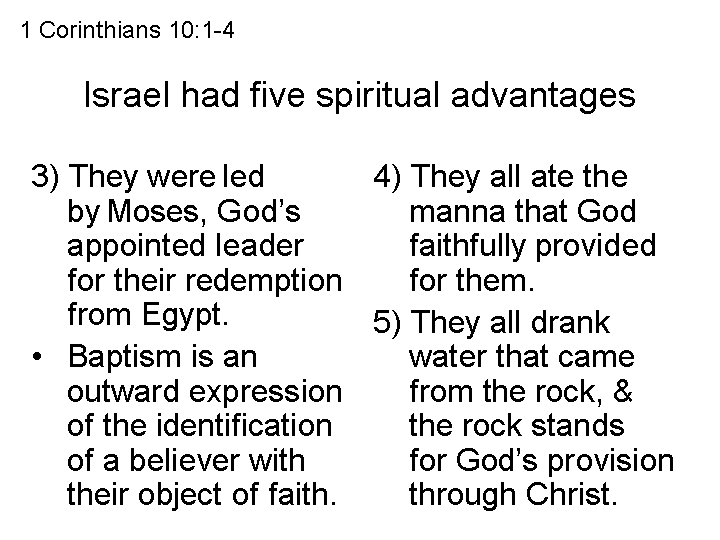 1 Corinthians 10:1-4
Israel had five spiritual advantages
3) They were led
by Moses, God’s
appointed leader
for their redemption
from Egypt.
• Baptism is an
outward expression
of the identification
of a believer with
their object of faith.
4) They all ate the
manna that God
faithfully provided
for them.
5) They all drank
water that came
from the rock, &
the rock stands
for God’s provision
through Christ.